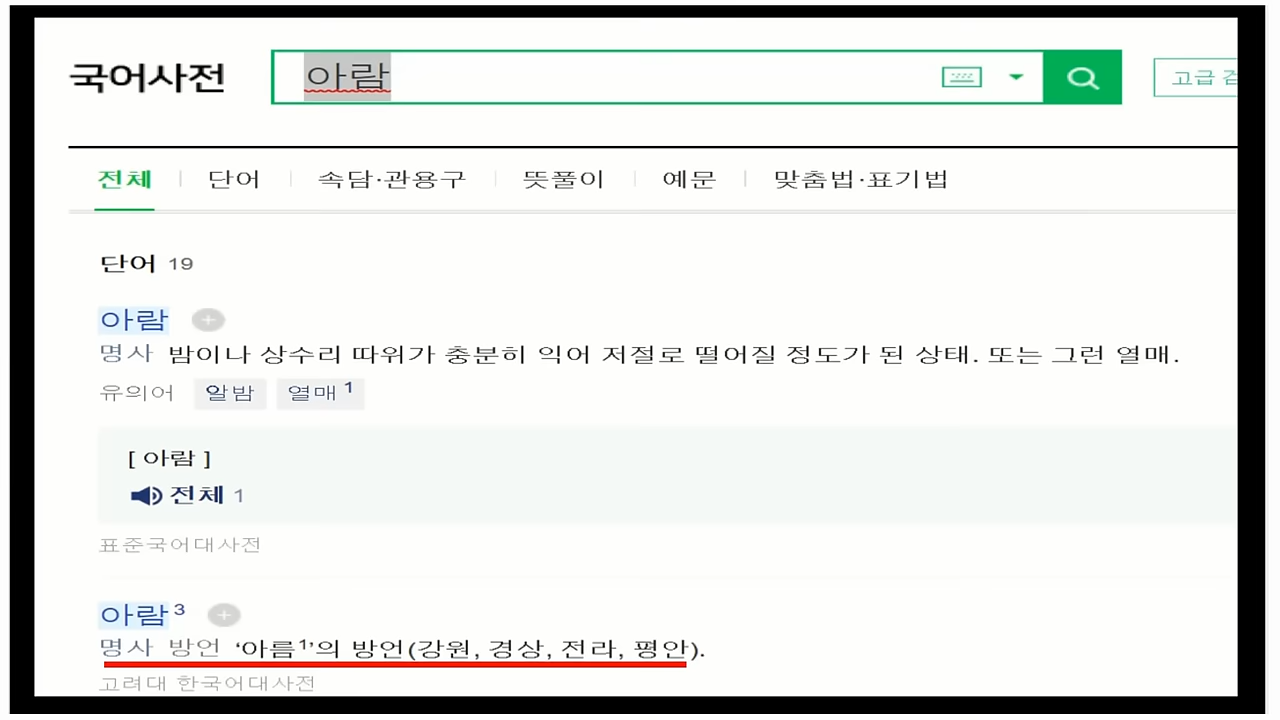 국어사전 아람 고급 검
전체 단어 속담·관용구 뜻풀이 예문 맞춤법·표기법
단어 19
아람
명사 밤이나 상수리 따위가 충분히 익어 저절로 떨어질 정도가 된 상태. 또는 그런 열매.
유의어 알밤 열매 1
[ 아람 ]
전체 1
표준국어대사전
아람 3
명사 방언 ‘아름1’의 방언(강원, 경상, 전라, 평안).
고려대 한국어대사전